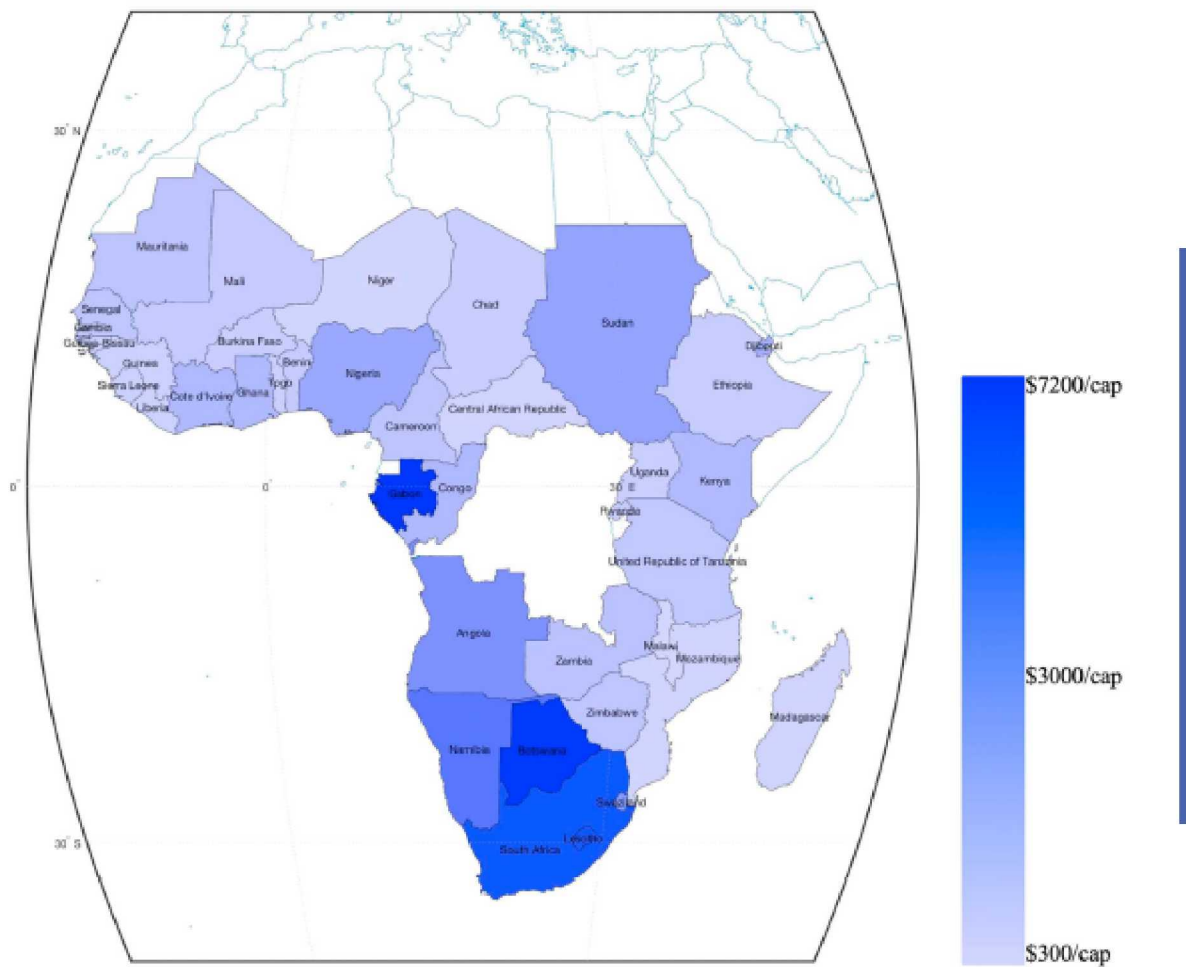 30° N
Mauritania
Mali
Niger
Chad
Sudan
Senegal
Gambia
Guinea-Bissau
Burkina Faso
Djibouti
Guinea
Benin
Nigeria
Ethiopia
$7200/cap
Sierra Leone
Cote d'Ivoire
Ghana
Togo
Liberia
Central African Republic
Cameroon
Uganda
Kenya
0°
0°
Gabon
Congo
30° E
Rwanda
United Republic of Tanzania
Angola
Malawi
Zambia
Mozambique
$3000/cap
Zimbabwe
Madagascar
Namibia
Botswana
Swaziland
Lesotho
30° S
South Africa
$300/cap